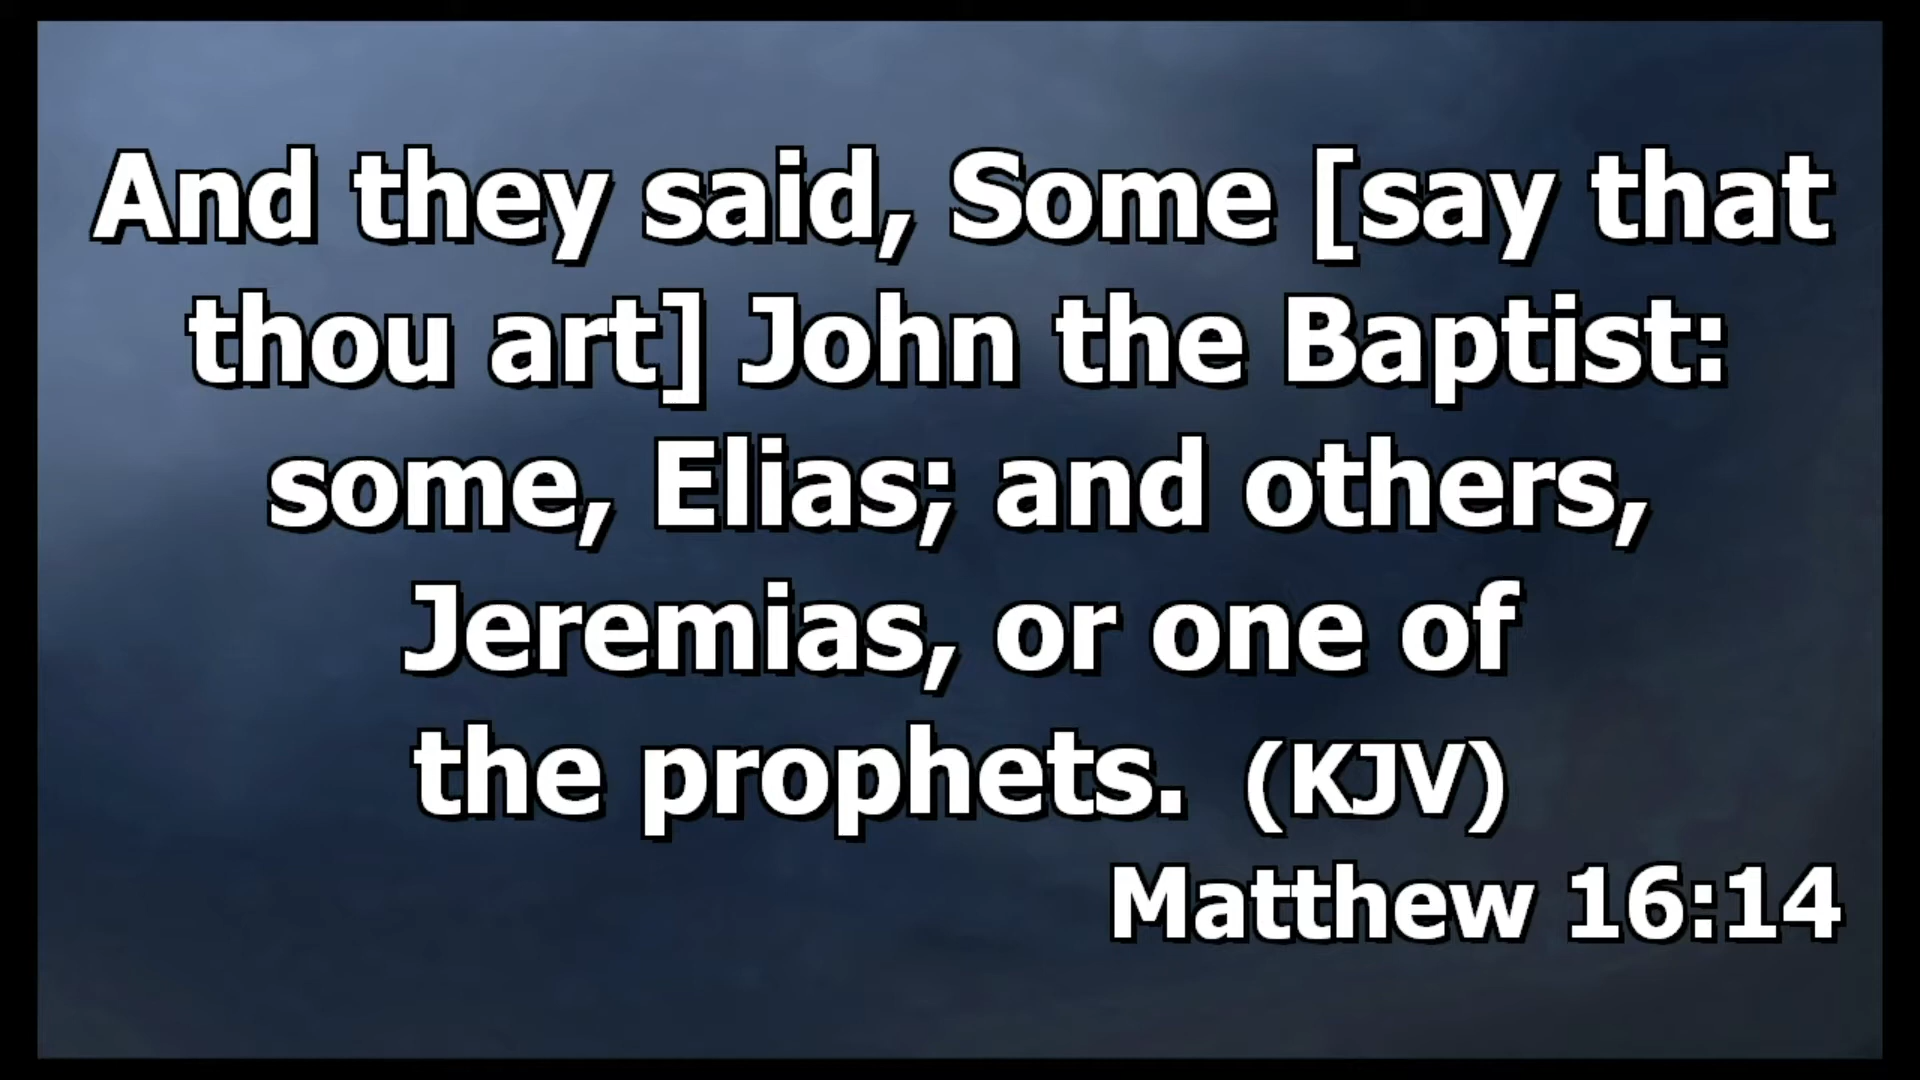 And they said, Some [say that
thou art] John the Baptist:
some, Elias; and others,
Jeremias, or one of
the prophets. (KJV)
Matthew 16:14